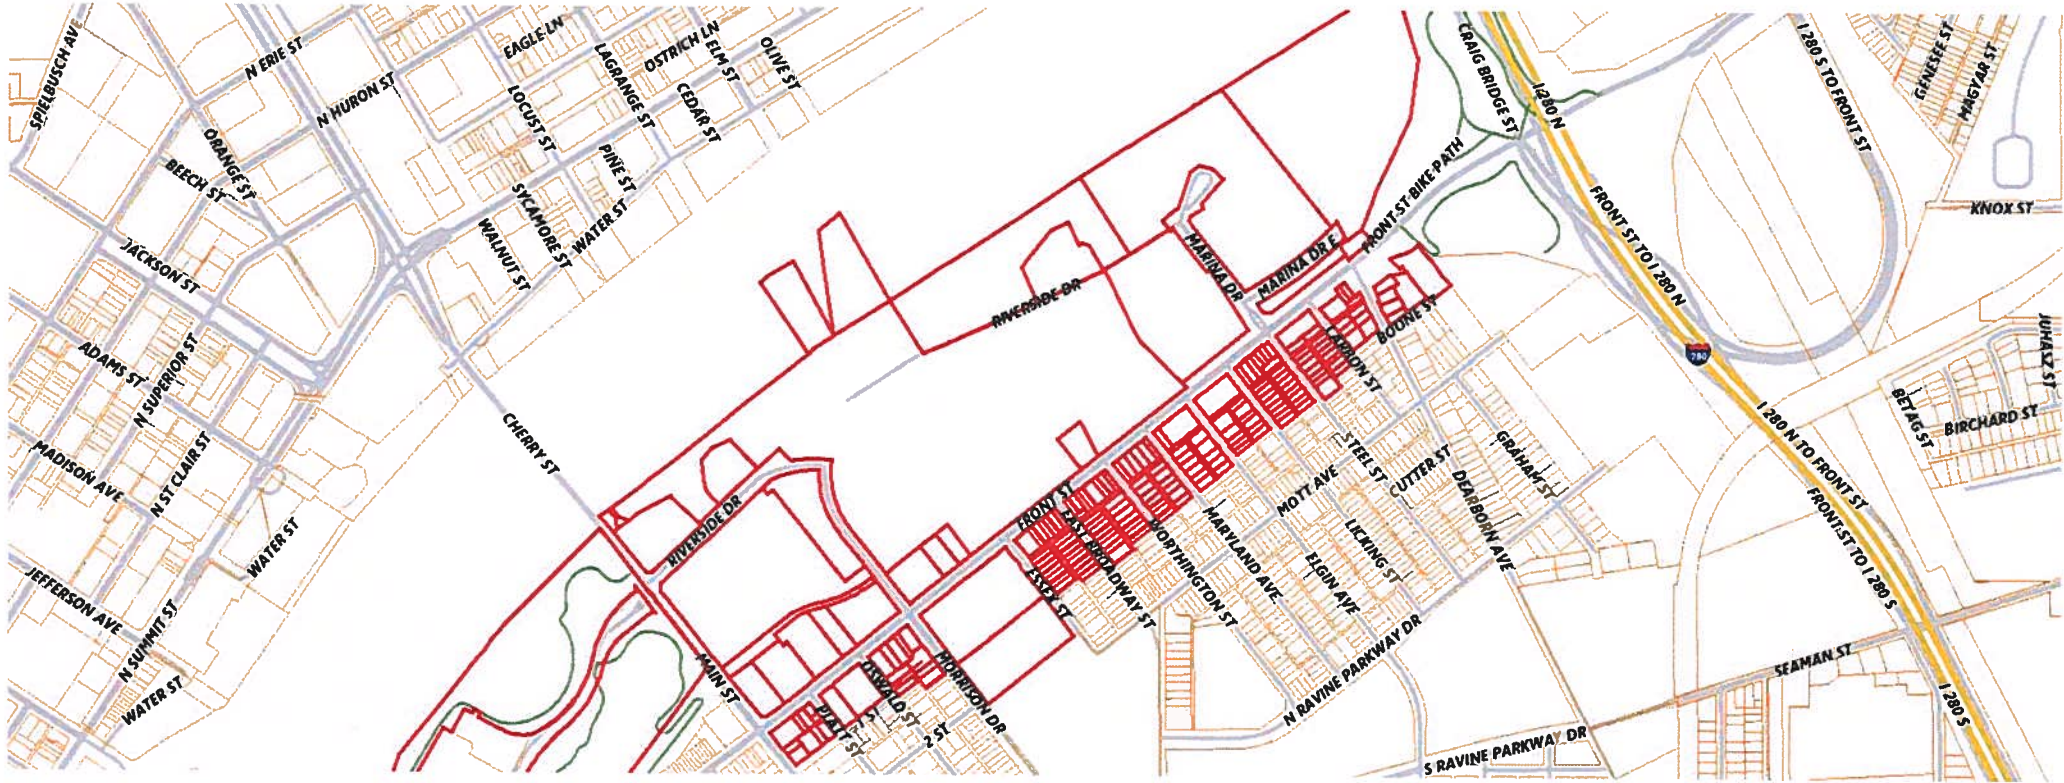 SPIELBUSCH AVE
N ERIE ST
N HURON ST
EAGLE LN
LAGRANGE ST
OSTRICH LN
ELM ST
OLIVE ST
CEDAR ST
LOCUST ST
PINE ST
ORANGE ST
BEECH ST
SYCAMORE ST
WATER ST
WALNUT ST
JACKSON ST
ADAMS ST
N SUPERIOR ST
MADISON AVE
N ST CLAIR ST
WATER ST
JEFFERSON AVE
N SUMMIT ST
WATER ST
CHERRY ST
RIVERSIDE DR
RIVERSIDE DR
MAIN ST
PLATT ST
1 ST
OSWALD ST
2 ST
MORRISON DR
FRONT ST
EAST BROADWAY ST
ESSEX ST
WORTHINGTON ST
MARYLAND AVE
ELGIN AVE
LICKING ST
MOTT AVE
STEEL ST
CUTTER ST
DEARBORN AVE
GRAHAM ST
CARRON ST
BOONE ST
MARINA DR
MARINA DR E
FRONT ST BIKE PATH
CRAIG BRIDGE ST
I 280 N
I 280 S TO FRONT ST
GENESEE ST
MAGYAR ST
KNOX ST
FRONT ST TO I 280 N
280
JUHASZ ST
BETAG ST
BIRCHARD ST
I 280 N TO FRONT ST
FRONT ST TO I 280 S
SEAMAN ST
I 280 S
N RAVINE PARKWAY DR
S RAVINE PARKWAY DR